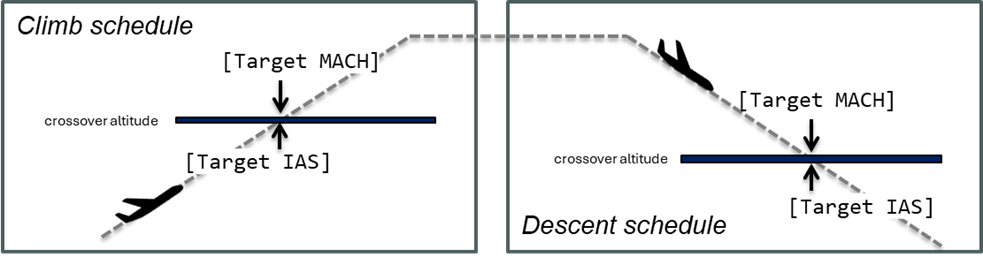 Climb schedule
[Target MACH]
crossover altitude
[Target IAS]
[Target MACH]
crossover altitude
[Target IAS]
Descent schedule